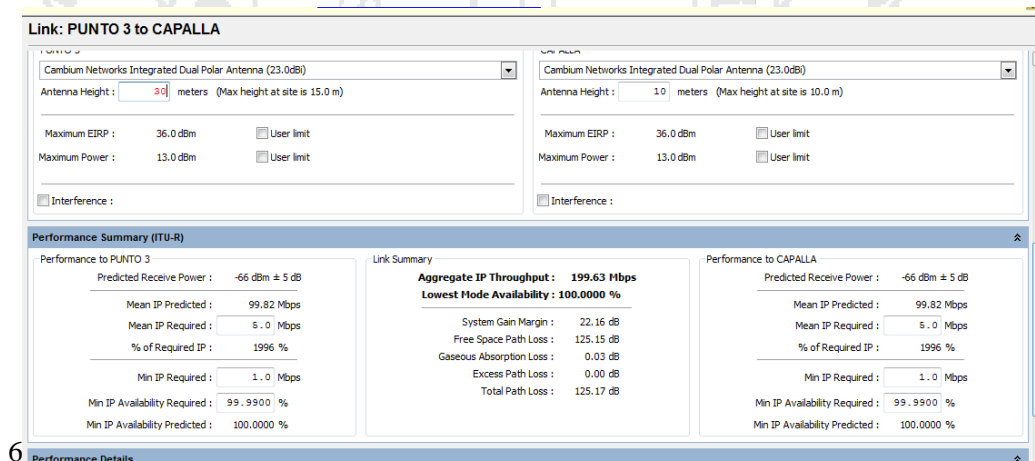 Link: PUNTO 3 to CAPALLA
PUNTO 3 CAPALLA
Cambium Networks Integrated Dual Polar Antenna (23.0dBi) Cambium Networks Integrated Dual Polar Antenna (23.0dBi)
Antenna Height : 30 meters (Max height at site is 15.0 m) Antenna Height : 10 meters (Max height at site is 10.0 m)
Maximum EIRP : 36.0 dBm User limit Maximum EIRP : 36.0 dBm User limit
Maximum Power : 13.0 dBm User limit Maximum Power : 13.0 dBm User limit
Interference : Interference :
Performance Summary (ITU-R)
Performance to PUNTO 3
Predicted Receive Power : -66 dBm ± 5 dB
Mean IP Predicted : 99.82 Mbps
Mean IP Required : 5.0 Mbps
% of Required IP : 1996 %
Min IP Required : 1.0 Mbps
Min IP Availability Required : 99.9900 %
Min IP Availability Predicted : 100.0000 %
Link Summary
Aggregate IP Throughput : 199.63 Mbps
Lowest Mode Availability : 100.0000 %
System Gain Margin : 22.16 dB
Free Space Path Loss : 125.15 dB
Gaseous Absorption Loss : 0.03 dB
Excess Path Loss : 0.00 dB
Total Path Loss : 125.17 dB
Performance to CAPALLA
Predicted Receive Power : -66 dBm ± 5 dB
Mean IP Predicted : 99.82 Mbps
Mean IP Required : 5.0 Mbps
% of Required IP : 1996 %
Min IP Required : 1.0 Mbps
Min IP Availability Required : 99.9900 %
Min IP Availability Predicted : 100.0000 %
6
Performance Details